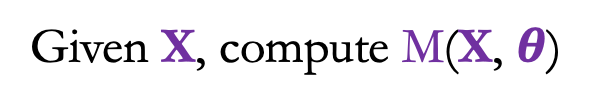 Given X, compute M(X, θ)